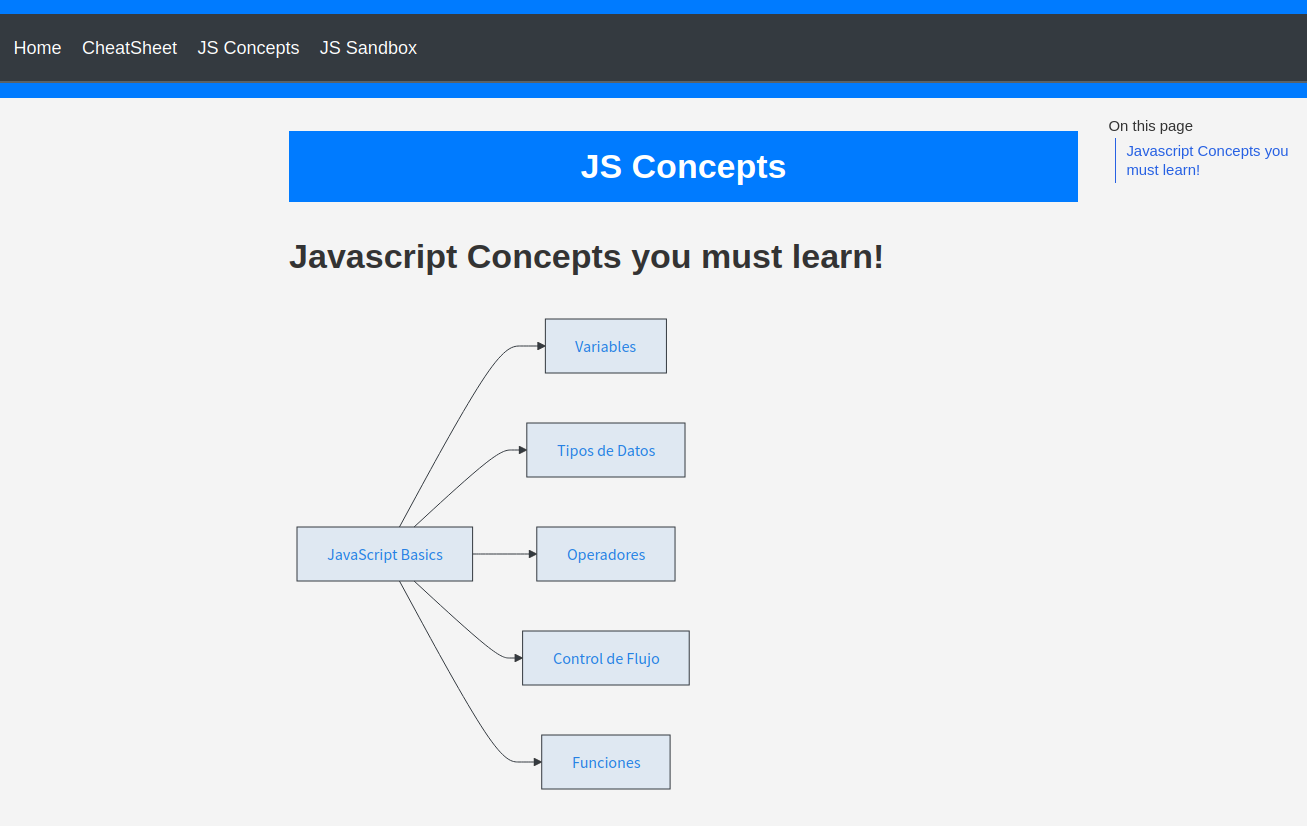 Home CheatSheet JS Concepts JS Sandbox
JS Concepts
On this page
Javascript Concepts you
must learn!
Javascript Concepts you must learn!
Variables
Tipos de Datos
JavaScript Basics
Operadores
Control de Flujo
Funciones